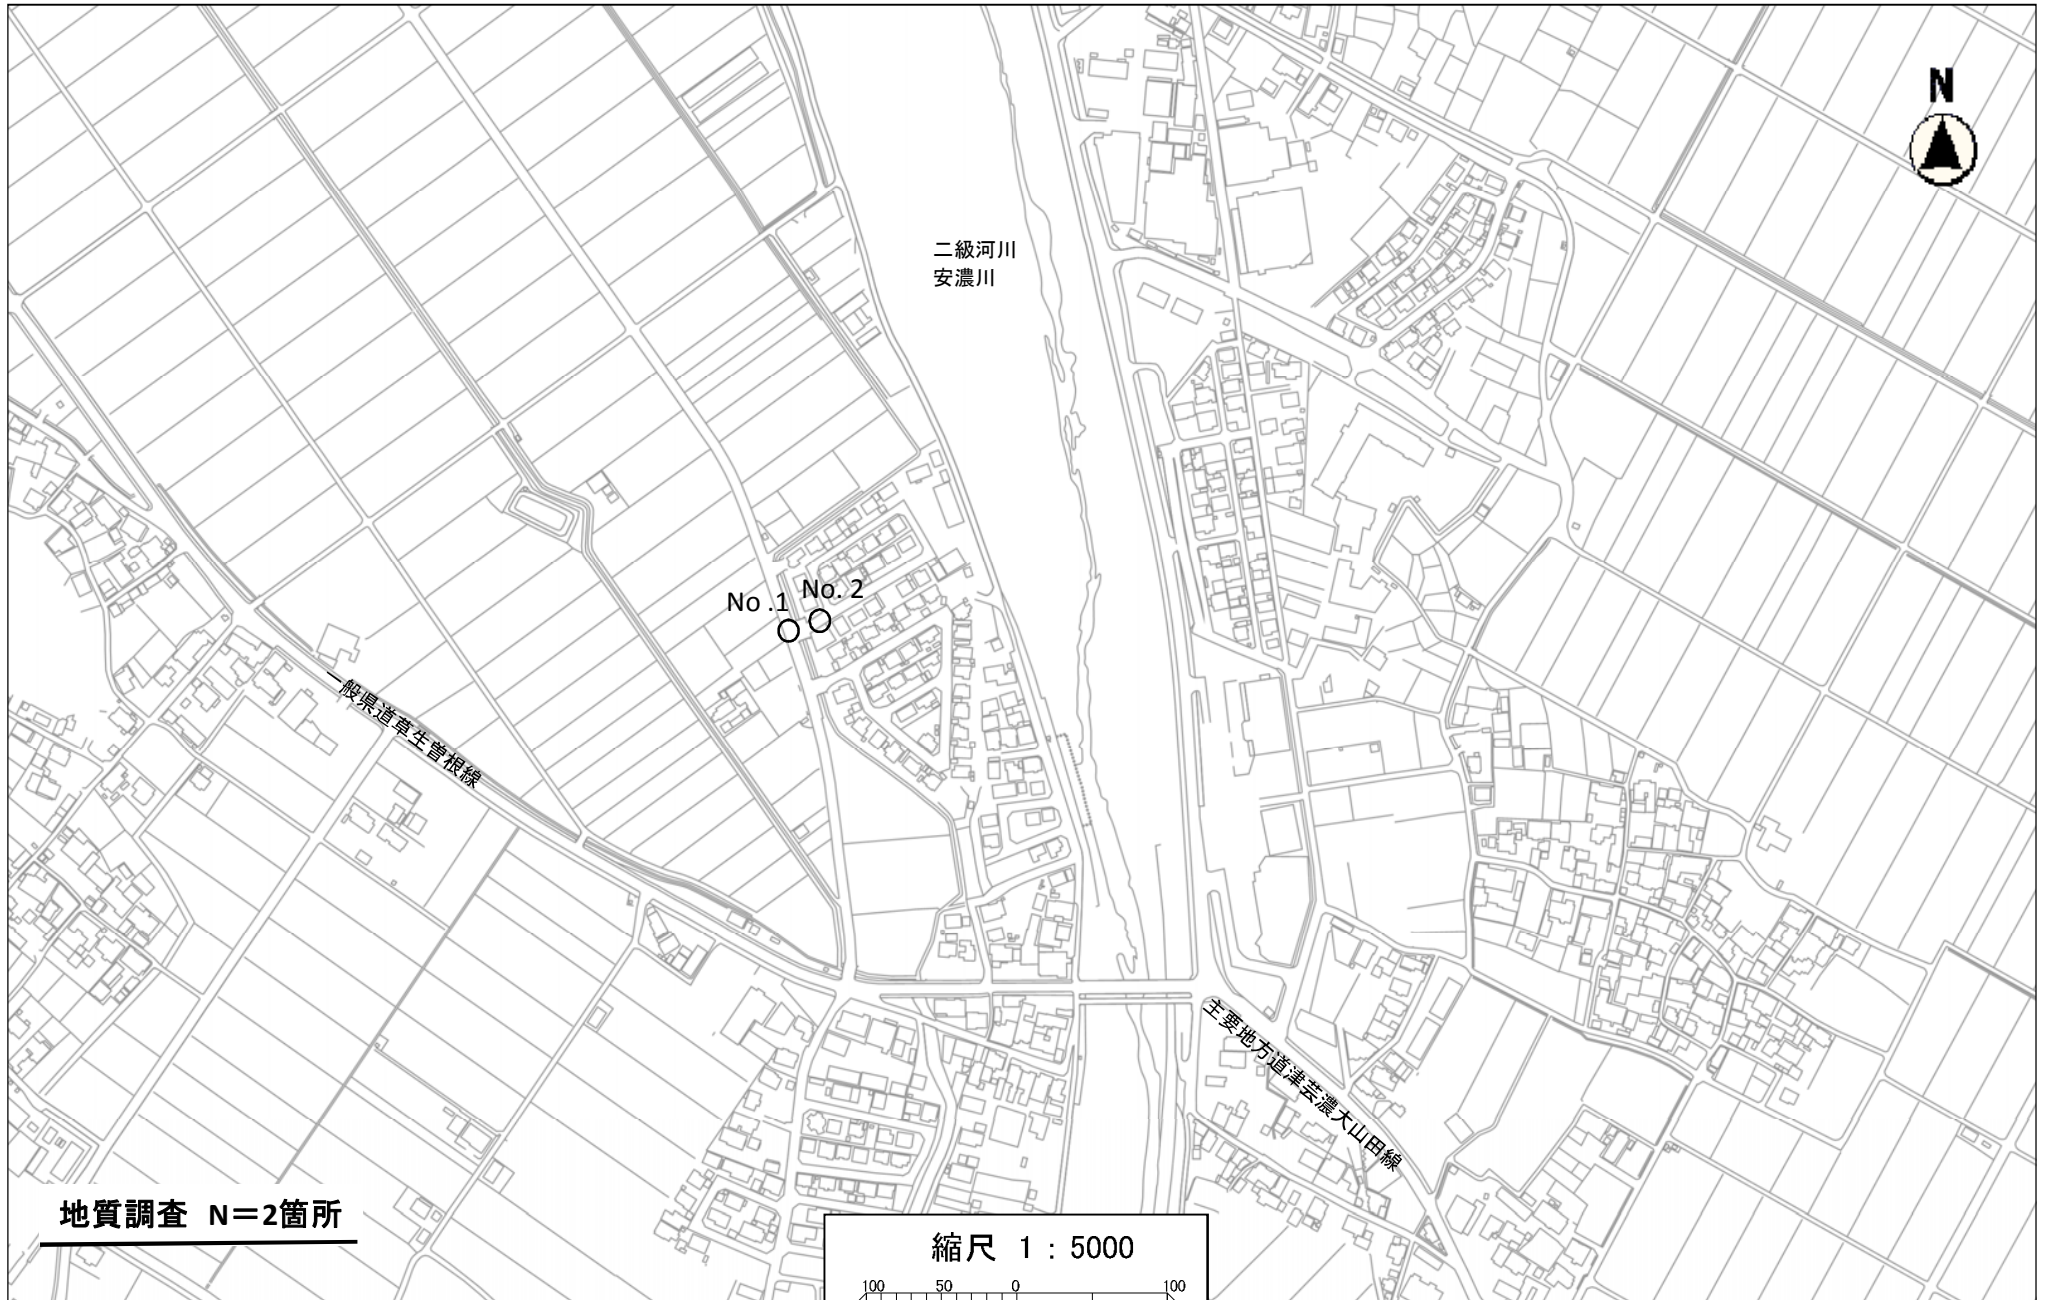 N
二級河川
安濃川
No .1
No. 2
一般県道草生曽根線
主要地方道津芸濃大山田線
地質調査 N＝2箇所
縮尺 1：5000
100 50 0 100